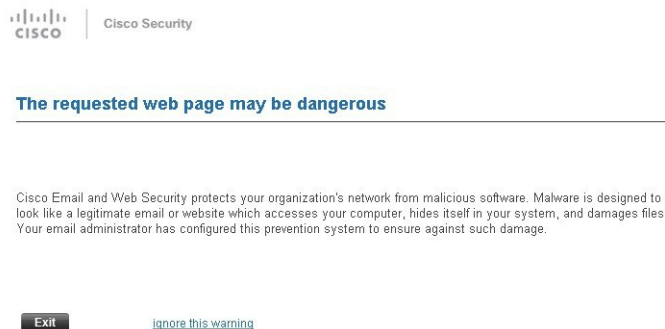 CISCO
Cisco Security
The requested web page may be dangerous
Cisco Email and Web Security protects your organization's network from malicious software. Malware is designed to
look like a legitimate email or website which accesses your computer, hides itself in your system, and damages files
Your email administrator has configured this prevention system to ensure against such damage.
Exit
ignore this warning